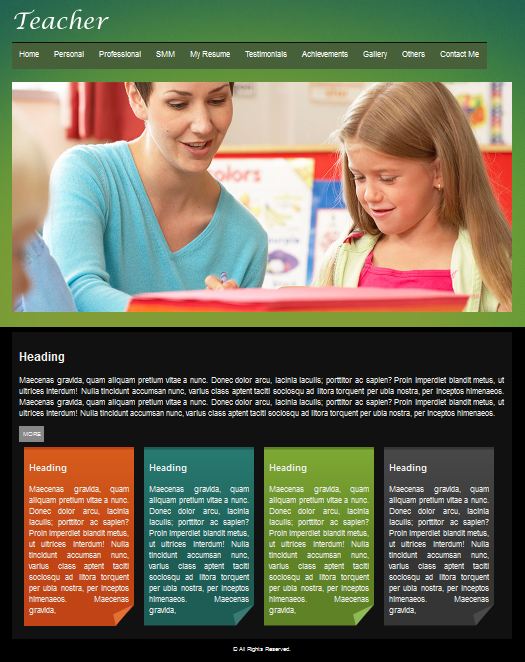 Teacher
Home Personal Professional SMM My Resume Testimonials Achievements Gallery Others Contact Me
colors
Heading
Maecenas gravida, quam aliquam pretium vitae a nunc. Donec dolor arcu, lacinia iaculis; porttitor ac sapien? Proin imperdiet blandit metus, ut
ultrices interdum! Nulla tincidunt accumsan nunc, varius class aptent taciti sociosqu ad litora torquent per ubia nostra, per inceptos himenaeos.
Maecenas gravida, quam aliquam pretium vitae a nunc. Donec dolor arcu, lacinia iaculis; porttitor ac sapien? Proin imperdiet blandit metus, ut
ultrices interdum! Nulla tincidunt accumsan nunc, varius class aptent taciti sociosqu ad litora torquent per ubia nostra, per inceptos himenaeos.
MORE
Heading
Maecenas gravida, quam
aliquam pretium vitae a nunc.
Donec dolor arcu, lacinia
iaculis; porttitor ac sapien?
Proin imperdiet blandit metus,
ut ultrices interdum! Nulla
tincidunt accumsan nunc,
varius class aptent taciti
sociosqu ad litora torquent
per ubia nostra, per inceptos
himenaeos. Maecenas
gravida,
Heading
Maecenas gravida, quam
aliquam pretium vitae a nunc.
Donec dolor arcu, lacinia
iaculis; porttitor ac sapien?
Proin imperdiet blandit metus,
ut ultrices interdum! Nulla
tincidunt accumsan nunc,
varius class aptent taciti
sociosqu ad litora torquent
per ubia nostra, per inceptos
himenaeos. Maecenas
gravida,
Heading
Maecenas gravida, quam
aliquam pretium vitae a nunc.
Donec dolor arcu, lacinia
iaculis; porttitor ac sapien?
Proin imperdiet blandit metus,
ut ultrices interdum! Nulla
tincidunt accumsan nunc,
varius class aptent taciti
sociosqu ad litora torquent
per ubia nostra, per inceptos
himenaeos. Maecenas
gravida,
Heading
Maecenas gravida, quam
aliquam pretium vitae a nunc.
Donec dolor arcu, lacinia
iaculis; porttitor ac sapien?
Proin imperdiet blandit metus,
ut ultrices interdum! Nulla
tincidunt accumsan nunc,
varius class aptent taciti
sociosqu ad litora torquent
per ubia nostra, per inceptos
himenaeos. Maecenas
gravida,
© All Rights Reserved.